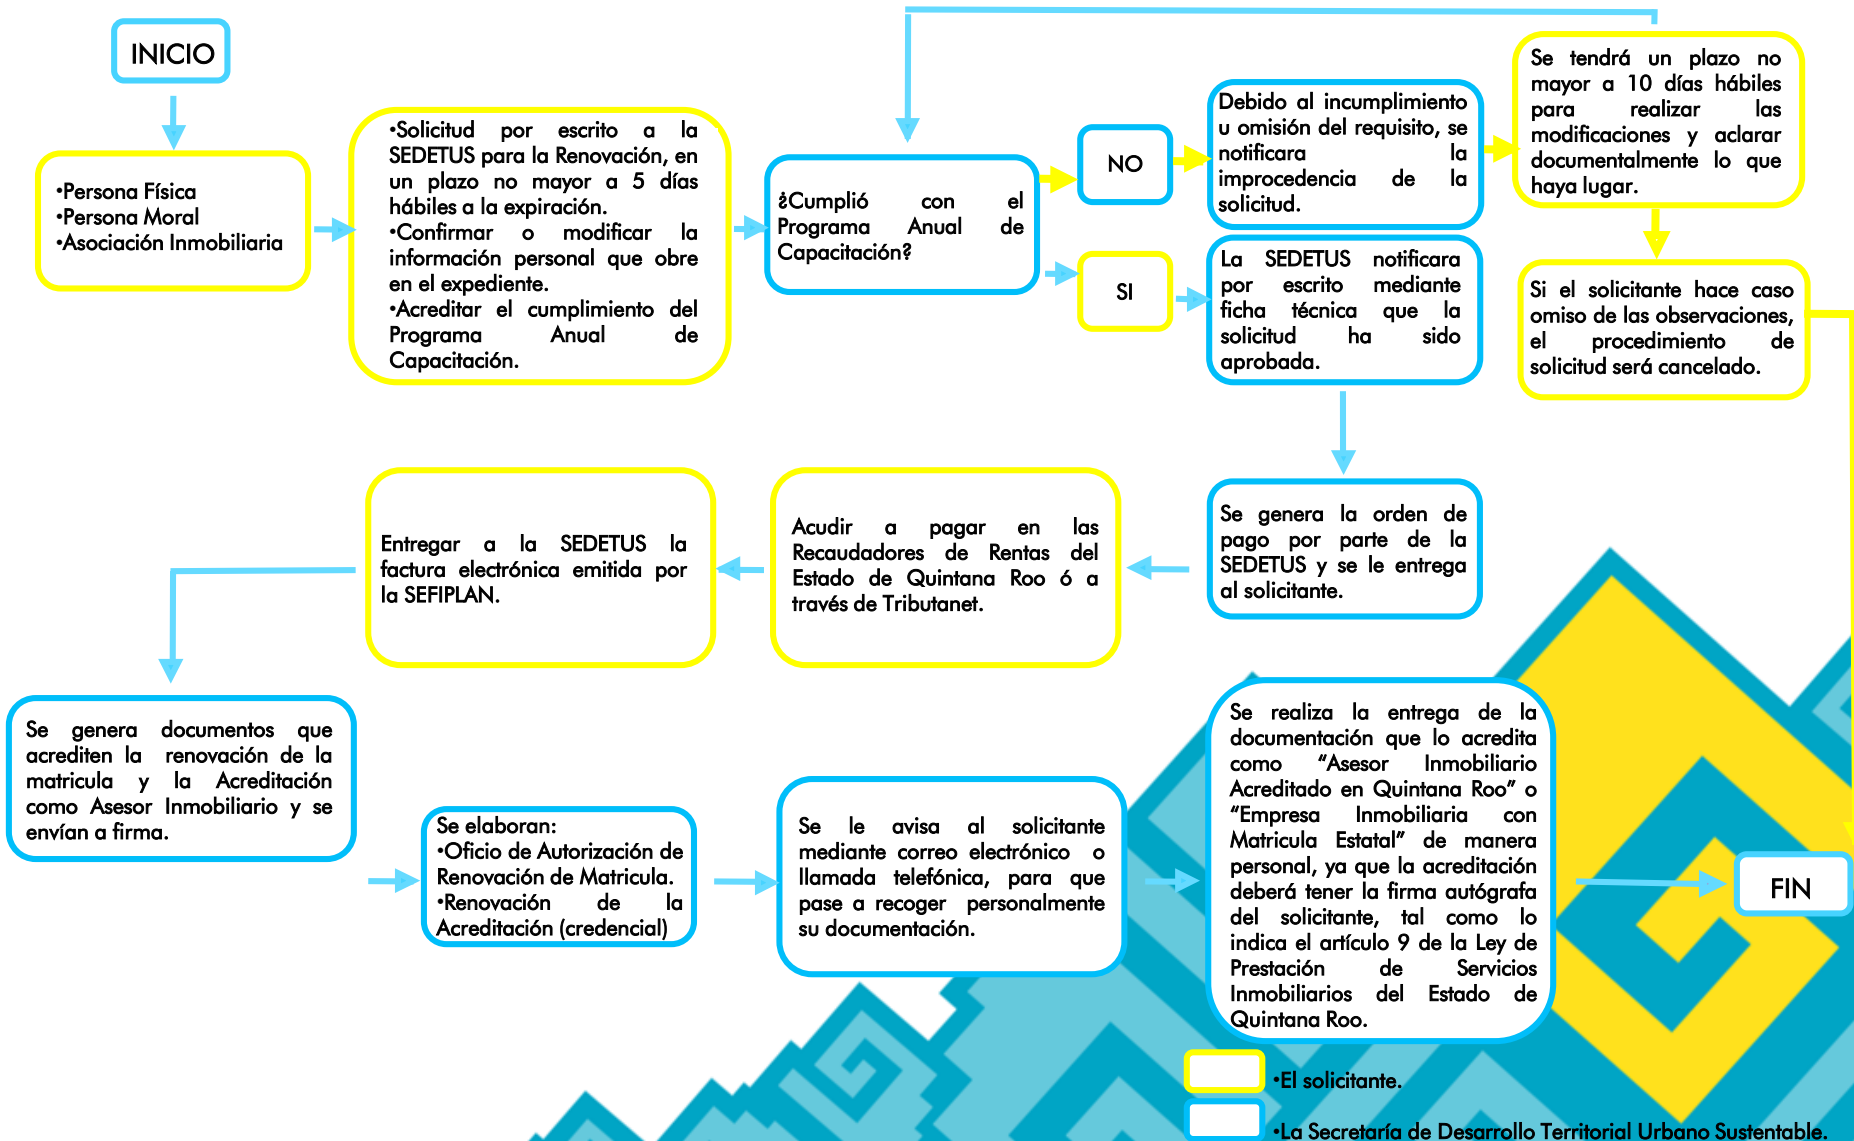 INICIO
•Persona Física
•Persona Moral
•Asociación Inmobiliaria
•Solicitud por escrito a la
SEDETUS para la Renovación, en
un plazo no mayor a 5 días
hábiles a la expiración.
•Confirmar o modificar la
información personal que obre
en el expediente.
•Acreditar el cumplimiento del
Programa Anual de
Capacitación.
¿Cumplió con el
Programa Anual de
Capacitación?
NO
Debido al incumplimiento
u omisión del requisito, se
notificara la
improcedencia de la
solicitud.
Se tendrá un plazo no
mayor a 10 días hábiles
para realizar las
modificaciones y aclarar
documentalmente lo que
haya lugar.
Si el solicitante hace caso
omiso de las observaciones,
el procedimiento de
solicitud será cancelado.
SI
La SEDETUS notificara
por escrito mediante
ficha técnica que la
solicitud ha sido
aprobada.
Se genera la orden de
pago por parte de la
SEDETUS y se le entrega
al solicitante.
Acudir a pagar en las
Recaudadores de Rentas del
Estado de Quintana Roo ó a
través de Tributanet.
Entregar a la SEDETUS la
factura electrónica emitida por
la SEFIPLAN.
Se genera documentos que
acrediten la renovación de la
matricula y la Acreditación
como Asesor Inmobiliario y se
envían a firma.
Se elaboran:
•Oficio de Autorización de
Renovación de Matricula.
•Renovación de la
Acreditación (credencial)
Se le avisa al solicitante
mediante correo electrónico o
llamada telefónica, para que
pase a recoger personalmente
su documentación.
Se realiza la entrega de la
documentación que lo acredita
como “Asesor Inmobiliario
Acreditado en Quintana Roo” o
“Empresa Inmobiliaria con
Matricula Estatal” de manera
personal, ya que la acreditación
deberá tener la firma autógrafa
del solicitante, tal como lo
indica el artículo 9 de la Ley de
Prestación de Servicios
Inmobiliarios del Estado de
Quintana Roo.
FIN
•El solicitante.
•La Secretaría de Desarrollo Territorial Urbano Sustentable.